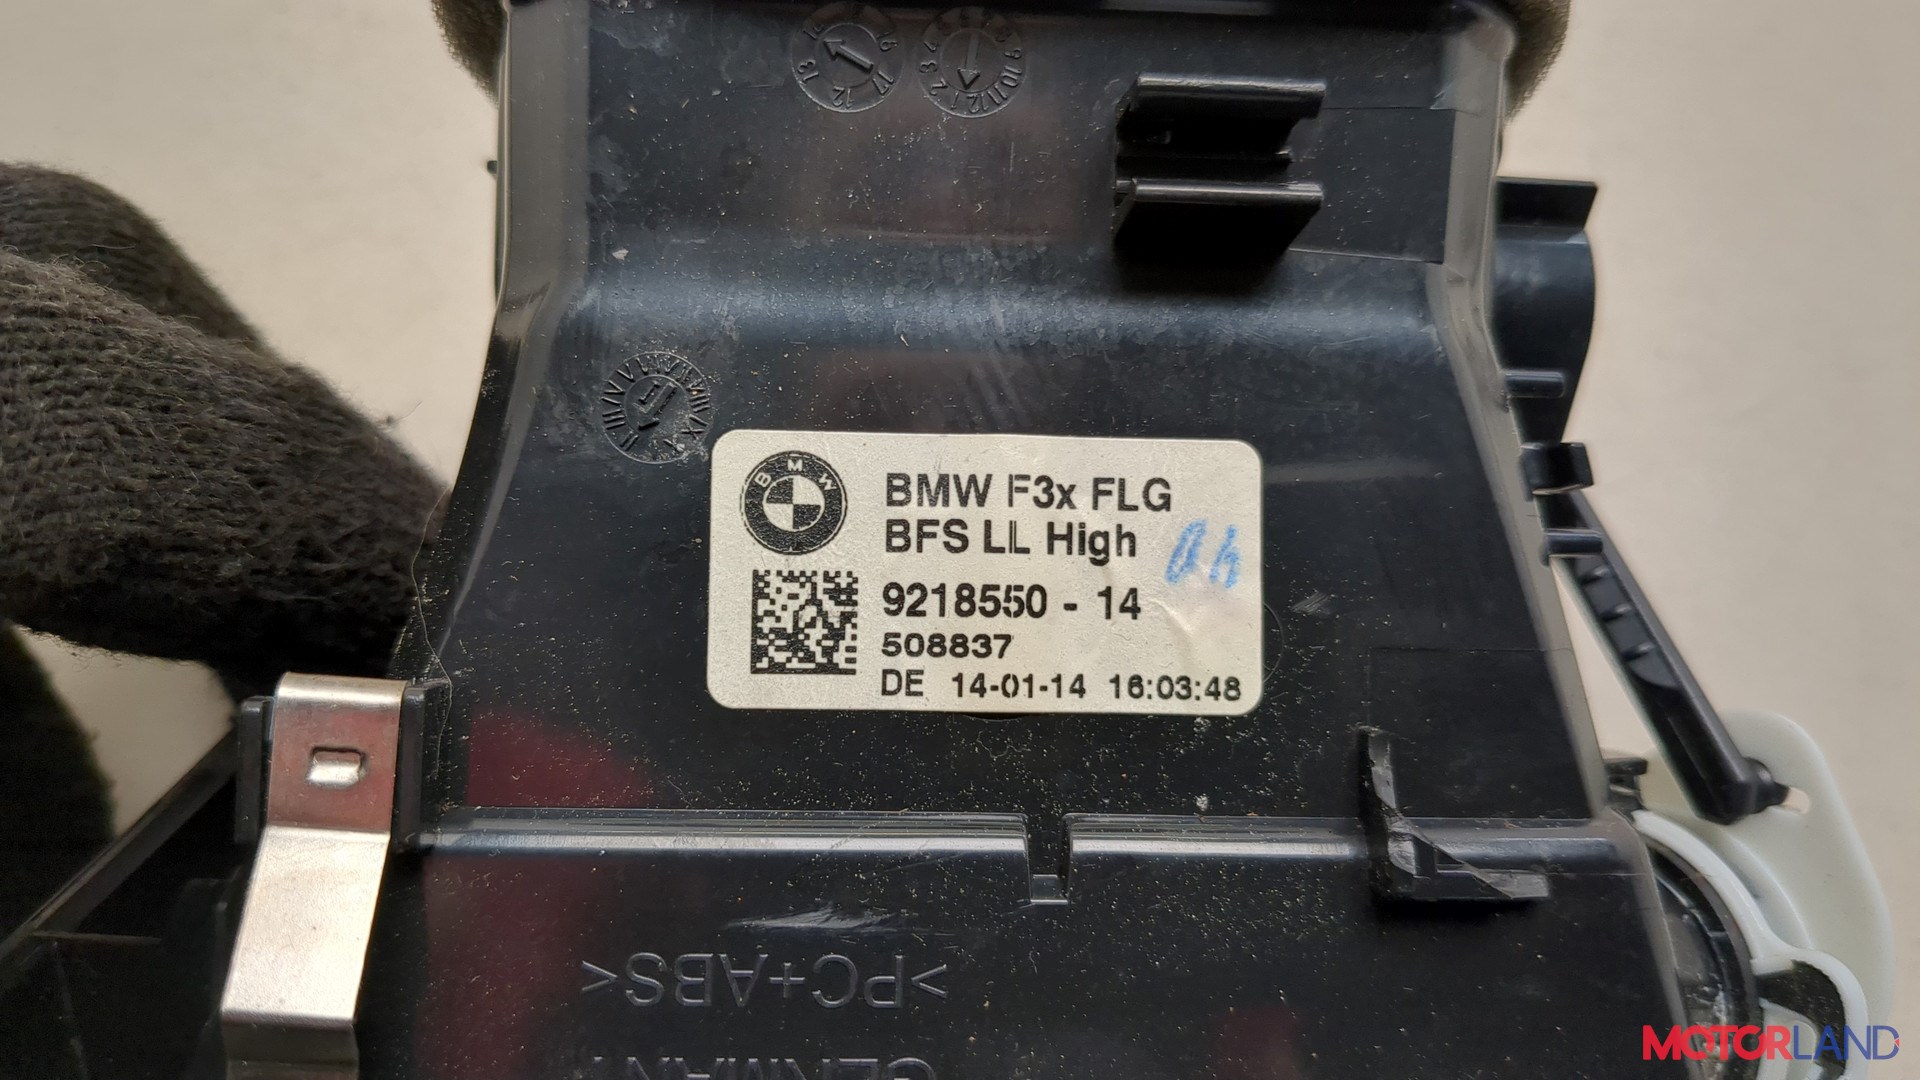 BMW
BMW F3x FLG
BFS LL High
9218550 - 14
508837
DE 14-01-14 16:03:48
>PC+ABS<
MOTORLAND